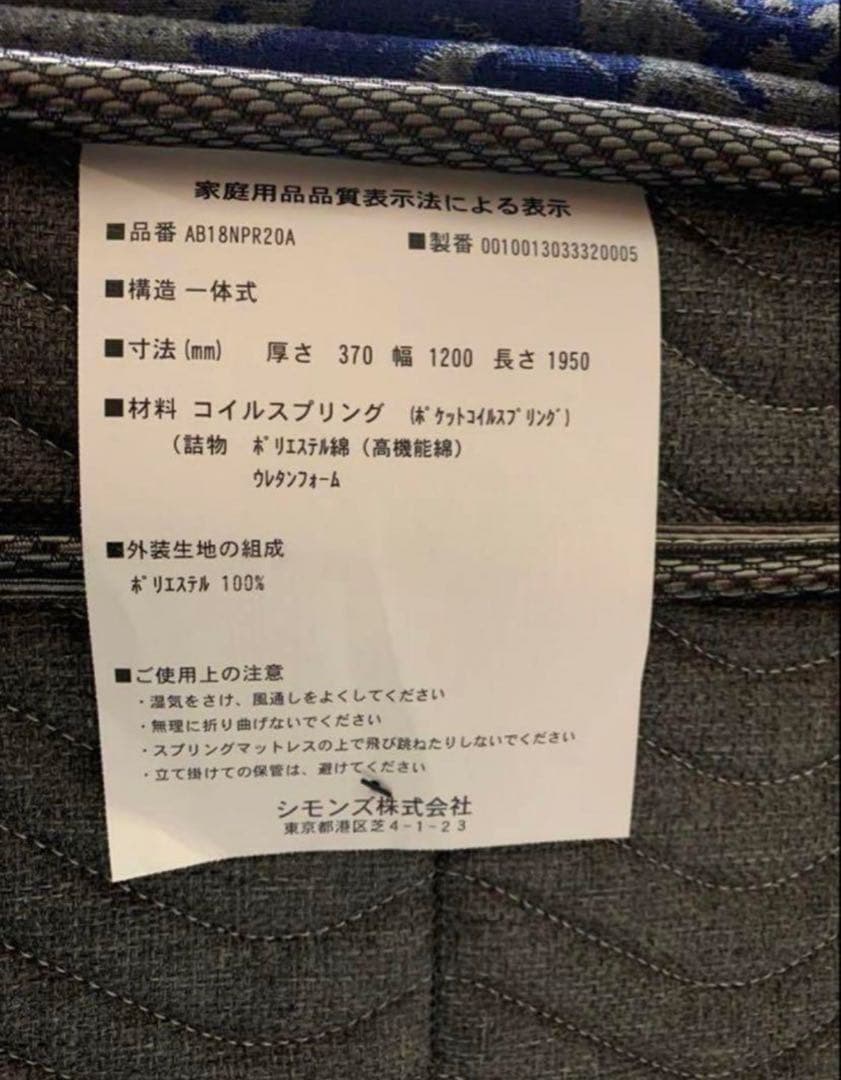 家庭用品品質表示法による表示
■品番 AB18NPR20A ■製番 0010013033320005
■構造 一体式
■寸法(mm) 厚さ 370 幅 1200 長さ 1950
■材料 コイルスプリング (ﾎﾟｹｯﾄｺｲﾙｽﾌﾟﾘﾝｸﾞ)
(詰物 ﾎﾟﾘｴｽﾃﾙ綿 (高機能綿)
ｳﾚﾀﾝﾌｫｰﾑ
■外装生地の組成
ﾎﾟﾘｴｽﾃﾙ 100%
■ご使用上の注意
・湿気をさけ、風通しをよくしてください
・無理に折り曲げないでください
・スプリングマットレスの上で飛び跳ねたりしないでください
・立て掛けての保管は、避けてください
シモンズ株式会社
東京都港区芝4-1-23